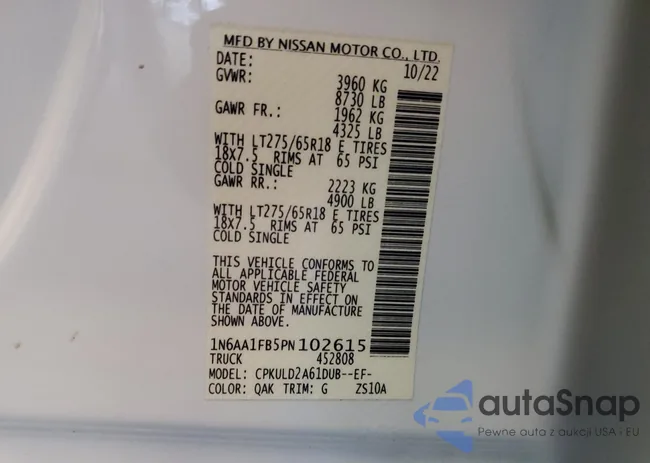 MFD BY NISSAN MOTOR CO., LTD.
DATE: 10/22
GVWR: 3960 KG
8730 LB
GAWR FR.: 1962 KG
4325 LB
WITH LT275/65R18 E TIRES
18X7.5 RIMS AT 65 PSI
COLD SINGLE
GAWR RR.: 2223 KG
4900 LB
WITH LT275/65R18 E TIRES
18X7.5 RIMS AT 65 PSI
COLD SINGLE
THIS VEHICLE CONFORMS TO
ALL APPLICABLE FEDERAL
MOTOR VEHICLE SAFETY
STANDARDS IN EFFECT ON
THE DATE OF MANUFACTURE
SHOWN ABOVE.
1N6AA1FB5PN102615
TRUCK 452808
MODEL: CPKULD2A61DUB--EF-
COLOR: QAK TRIM: G ZS10A
autoSnap
Pewne auta z aukcji USA - EU